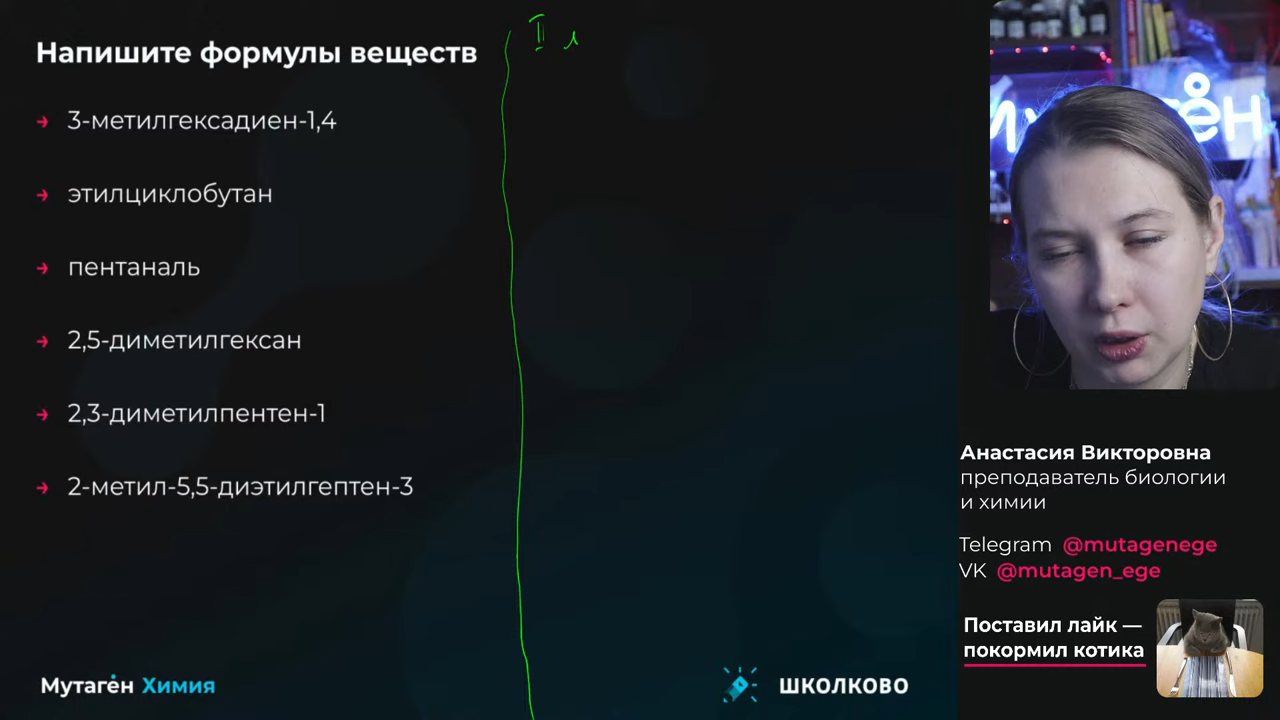 Напишите формулы веществ
→ 3-метилгексадиен-1,4
→ этилциклобутан
→ пентаналь
→ 2,5-диметилгексан
→ 2,3-диметилпентен-1
→ 2-метил-5,5-диэтилгептен-3
II
Анастасия Викторовна
преподаватель биологии
и химии
Telegram @mutagenege
VK @mutagen_ege
Поставил лайк —
покормил котика
Мутаген Химия
ШКОЛКОВО